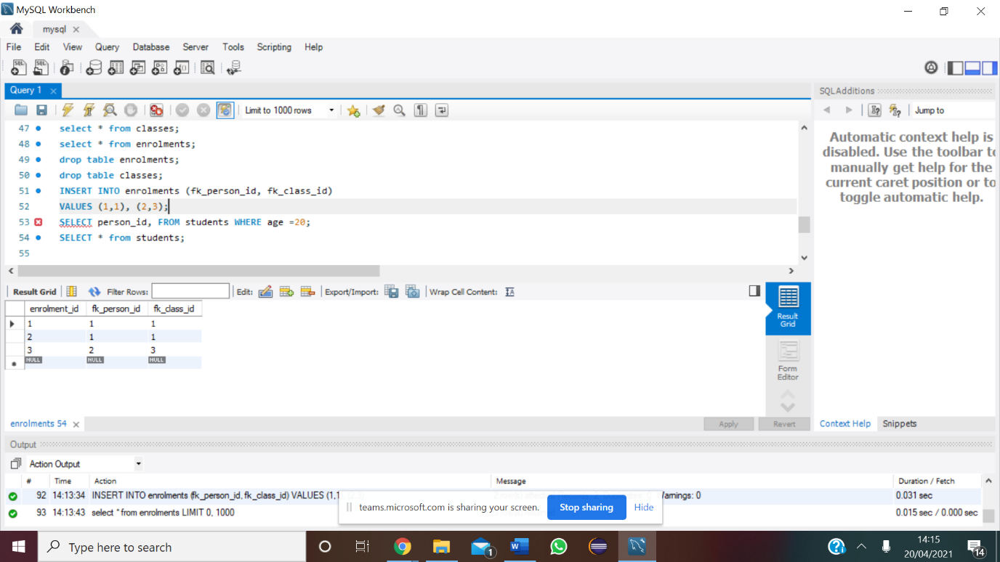 MySQL Workbench
mysql
File Edit View Query Database Server Tools Scripting Help
Query 1
SQLAdditions
Limit to 1000 rows
Jump to
47 select * from classes;
48 select * from enrolments;
49 drop table enrolments;
50 drop table classes;
51 INSERT INTO enrolments (fk_person_id, fk_class_id)
52 VALUES (1,1), (2,3);
53 SELECT person_id, FROM students WHERE age =20;
54 SELECT * from students;
55
Automatic context help is
disabled. Use the toolbar to
manually get help for the
current caret position or to
toggle automatic help.
Result Grid Filter Rows: Edit: Export/Import: Wrap Cell Content:
enrolment_id fk_person_id fk_class_id
1 1 1
2 1 1
3 2 3
NULL NULL NULL
Result
Grid
Form
Editor
enrolments 54
Apply Revert
Context Help Snippets
Output
Action Output
# Time Action Message Duration / Fetch
92 14:13:34 INSERT INTO enrolments (fk_person_id, fk_class_id) VALUES (1,1 Warnings: 0 0.031 sec
93 14:13:43 select * from enrolments LIMIT 0, 1000 0.015 sec / 0.000 sec
teams.microsoft.com is sharing your screen. Stop sharing Hide
Type here to search
1
14:15
20/04/2021
14